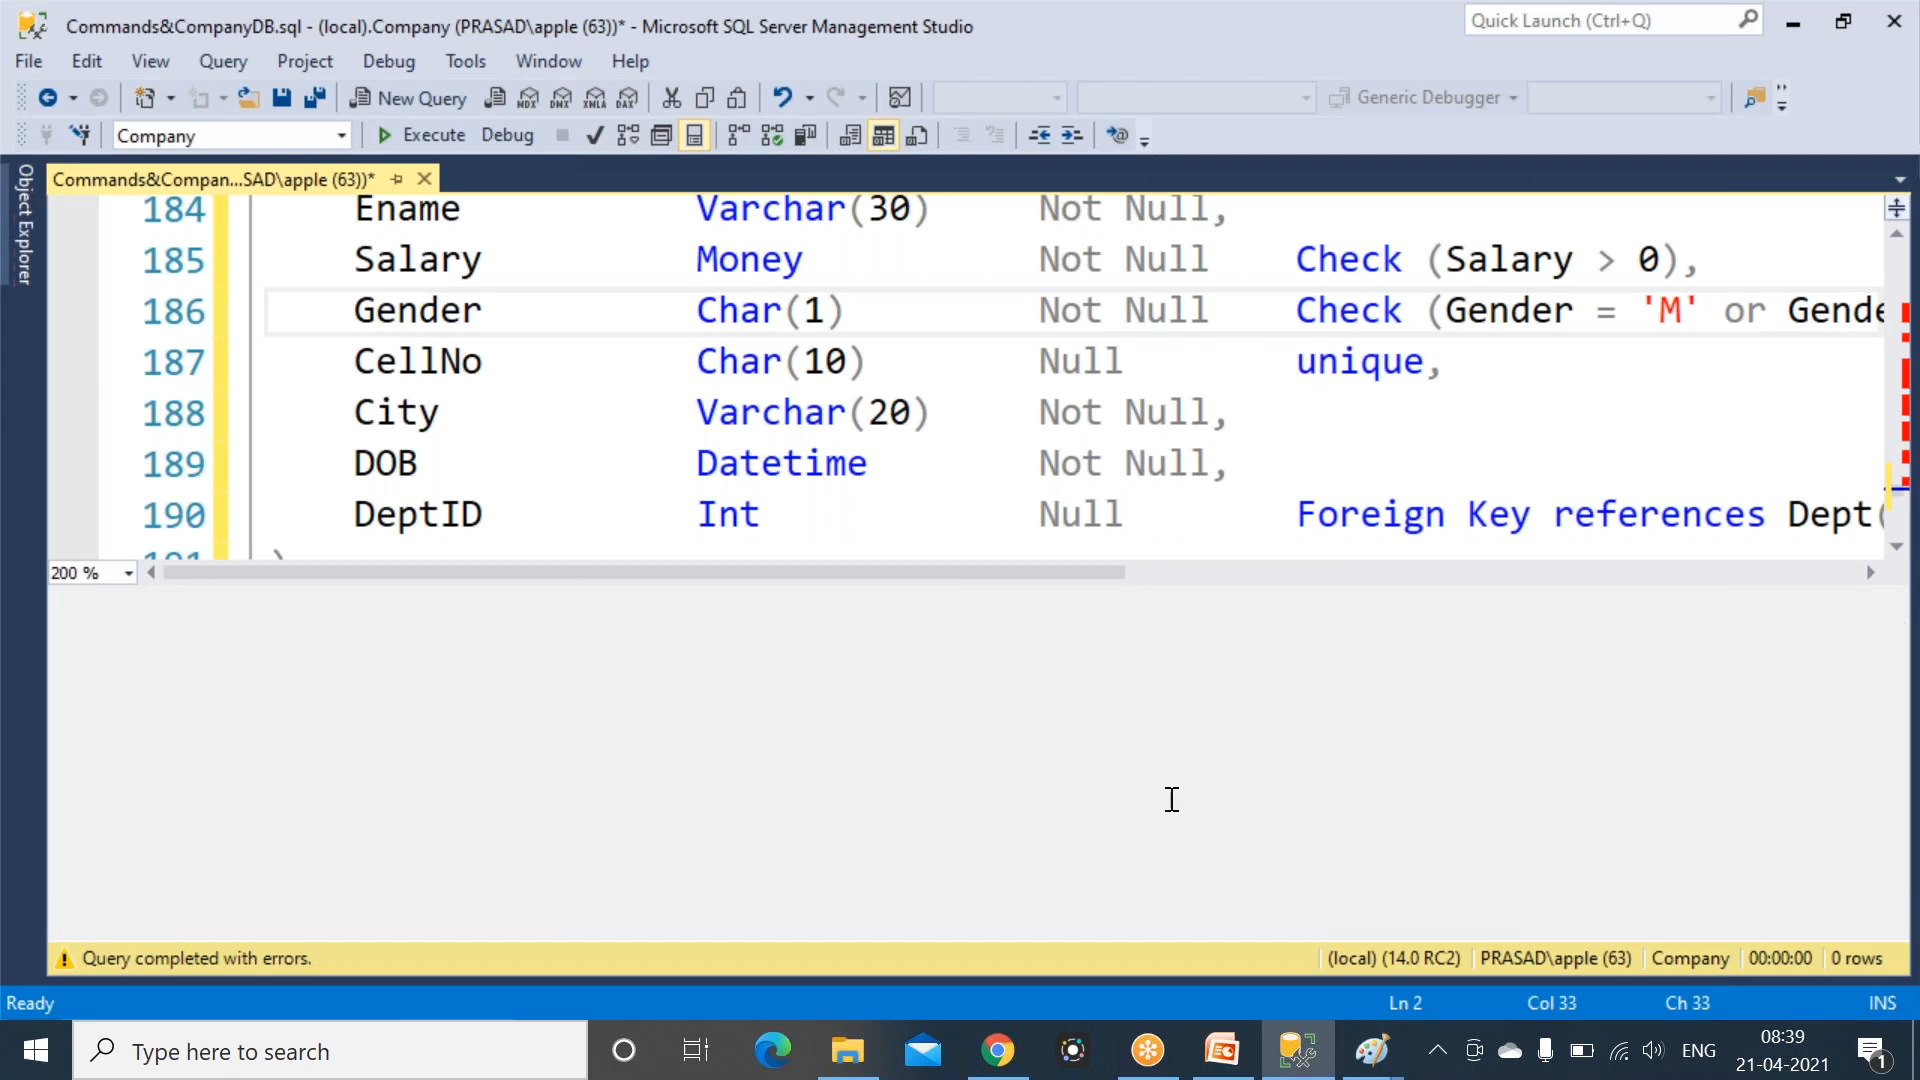 Commands&CompanyDB.sql - (local).Company (PRASAD\apple (63))* - Microsoft SQL Server Management Studio
Quick Launch (Ctrl+Q)
File Edit View Query Project Debug Tools Window Help
New Query MDX DMX XMLA DAX Generic Debugger
Company Execute Debug
Object Explorer
Commands&Compan...SAD\apple (63))*
184 Ename Varchar(30) Not Null,
185 Salary Money Not Null Check (Salary > 0),
186 Gender Char(1) Not Null Check (Gender = 'M' or Gende
187 CellNo Char(10) Null unique,
188 City Varchar(20) Not Null,
189 DOB Datetime Not Null,
190 DeptID Int Null Foreign Key references Dept(
191 )
200 %
Query completed with errors. (local) (14.0 RC2) PRASAD\apple (63) Company 00:00:00 0 rows
Ready Ln 2 Col 33 Ch 33 INS
Type here to search
ENG
08:39
21-04-2021
1